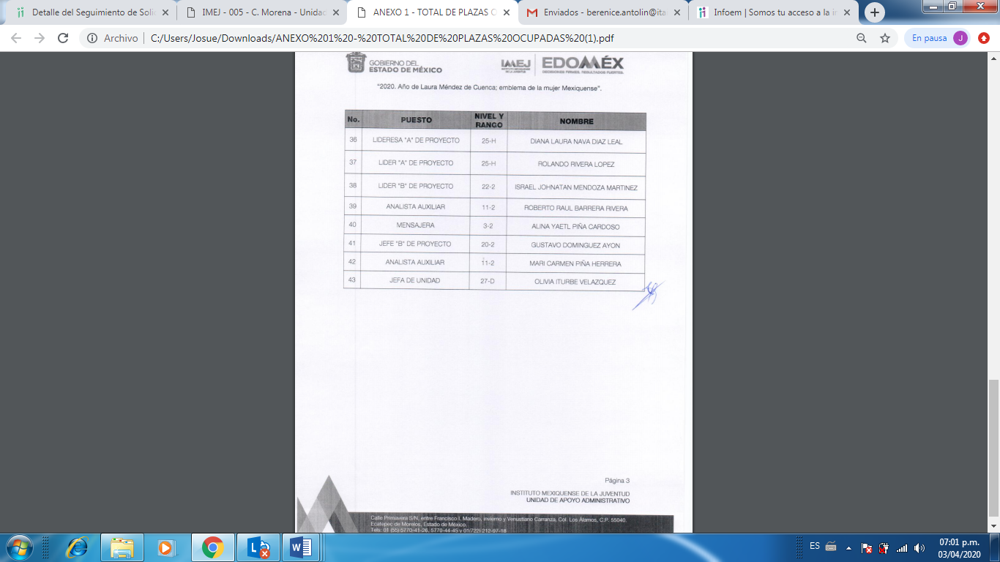 Detalle del Seguimiento de Solic
IMEJ - 005 - C. Morena - Unidad
ANEXO 1 - TOTAL DE PLAZAS O
Enviados - berenice.antolin@ita
Infoem | Somos tu acceso a la in
Archivo
C:/Users/Josue/Downloads/ANEXO%201%20-%20TOTAL%20DE%20PLAZAS%20OCUPADAS%20(1).pdf
En pausa
J
GOBIERNO DEL
ESTADO DE MÉXICO
IMEJ
EDOMÉX
DECISIONES FIRMES, RESULTADOS FUERTES.
"2020. Año de Laura Méndez de Cuenca; emblema de la mujer Mexiquense".
No. PUESTO NIVEL Y RANGO NOMBRE
36 LIDERESA "A" DE PROYECTO 25-H DIANA LAURA NAVA DIAZ LEAL
37 LIDER "A" DE PROYECTO 25-H ROLANDO RIVERA LOPEZ
38 LIDER "B" DE PROYECTO 22-2 ISRAEL JOHNATAN MENDOZA MARTINEZ
39 ANALISTA AUXILIAR 11-2 ROBERTO RAUL BARRERA RIVERA
40 MENSAJERA 3-2 ALINA YAETL PIÑA CARDOSO
41 JEFE "B" DE PROYECTO 20-2 GUSTAVO DOMINGUEZ AYON
42 ANALISTA AUXILIAR 11-2 MARI CARMEN PIÑA HERRERA
43 JEFA DE UNIDAD 27-D OLIVIA ITURBE VELAZQUEZ
Página 3
INSTITUTO MEXIQUENSE DE LA JUVENTUD
UNIDAD DE APOYO ADMINISTRATIVO
Calle Primavera S/N, entre Francisco I. Madero, invierno y Venustiano Carranza, Col. Los Álamos, C.P. 55040.
Ecatepec de Morelos, Estado de México.
Tels: 01 (55) 5770-41-26, 5770-44-45 y 01(722) 212-97-18
ES
07:01 p.m.
03/04/2020